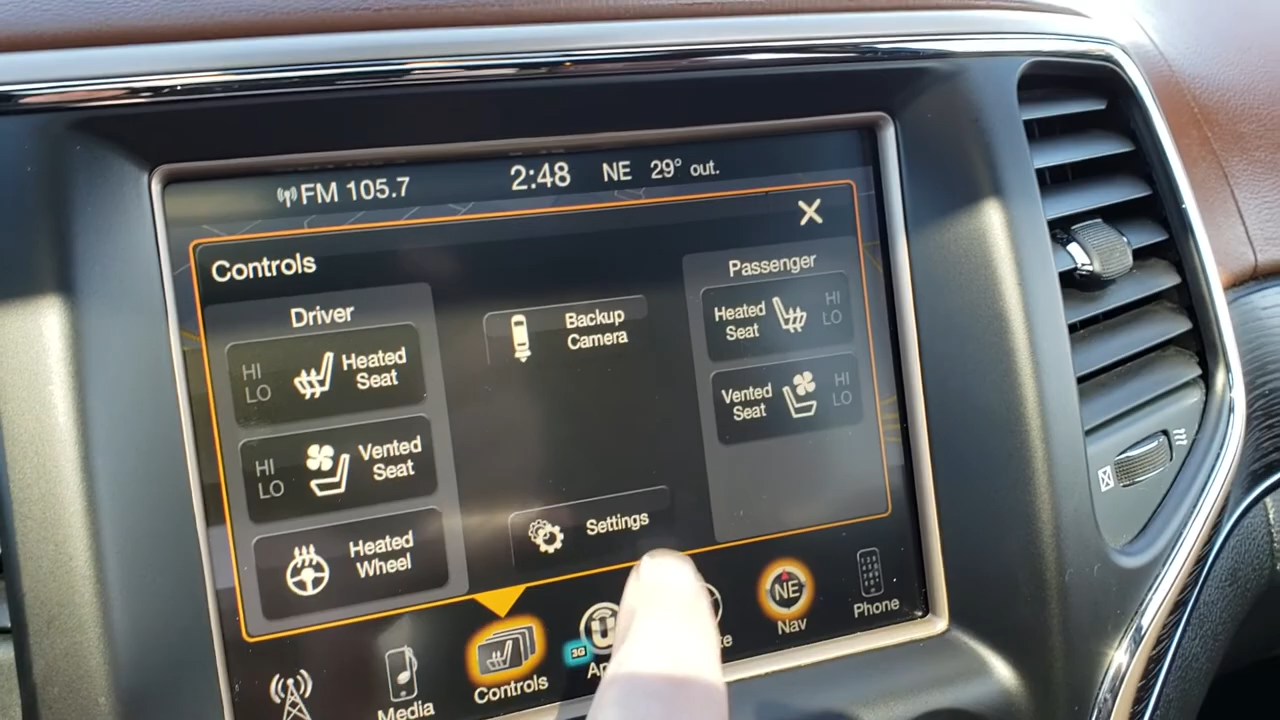 FM 105.7
2:48
NE
29° out.
Controls
Driver
HI
LO
Heated
Seat
HI
LO
Vented
Seat
Heated
Wheel
Backup
Camera
Settings
Passenger
Heated
Seat
HI
LO
Vented
Seat
HI
LO
Media
Controls
3G
NE
Nav
Phone